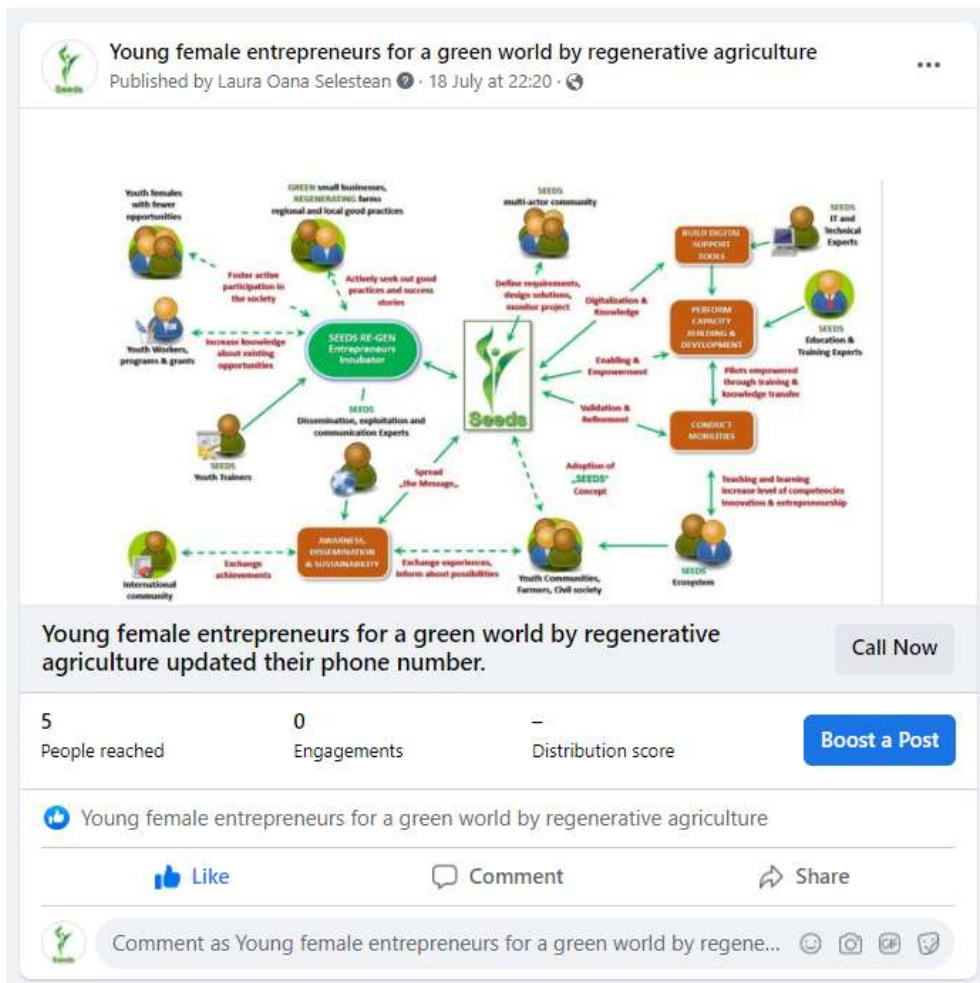 Young female entrepreneurs for a green world by regenerative agriculture
Published by Laura Oana Selestean · 18 July at 22:20 ·
Seeds
Youth females
with fewer
opportunities
GREEN small businesses,
REGENERATING farms
regional and local good practices
SEEDS
multi-actor community
SEEDS
IT and
Technical
Experts
BUILD DIGITAL
SUPPORT
TOOLS
Foster active
participation in
the society
Actively seek out good
practices and success
stories
Define requirements,
design solutions,
monitor project
Digitalization &
Knowledge
PERFORM
CAPACITY
BUILDING &
DEVELOPMENT
SEEDS
Education &
Training Experts
Youth Workers,
programs & grants
Increase knowledge
about existing
opportunities
SEEDS RE-GEN
Entrepreneurs
Incubator
Seeds
Enabling &
Empowerment
Pilots empowered
through training &
knowledge transfer
Validation &
Refinement
CONDUCT
MOBILITIES
SEEDS
Youth Trainers
SEEDS
Dissemination, exploitation and
communication Experts
Spread
„the Message„
Adoption of
„SEEDS"
Concept
Teaching and learning
Increase level of competencies
Innovation & entrepreneurship
International
community
Exchange
achievements
AWARNESS,
DISSEMINATION
& SUSTAINABILITY
Exchange experiences,
Inform about possibilities
Youth Communities,
Farmers, Civil society
SEEDS
Ecosystem
Young female entrepreneurs for a green world by regenerative
agriculture updated their phone number.
Call Now
5
People reached
0
Engagements
–
Distribution score
Boost a Post
Young female entrepreneurs for a green world by regenerative agriculture
Like
Comment
Share
Seeds
Comment as Young female entrepreneurs for a green world by regene...
GIF